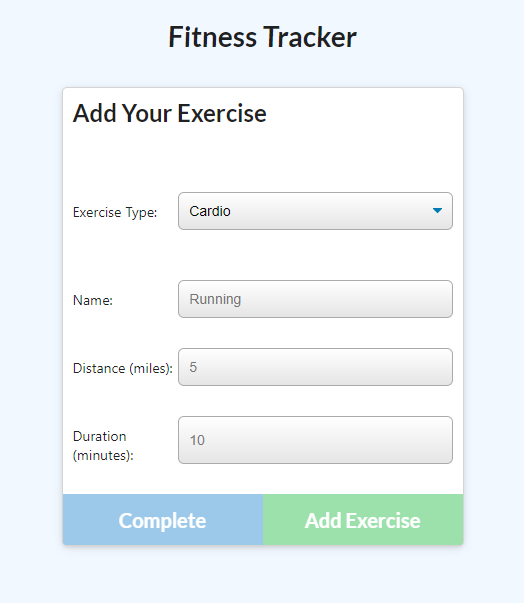 Fitness Tracker
Add Your Exercise
Exercise Type:
Cardio
Name:
Running
Distance (miles):
5
Duration
(minutes):
10
Complete
Add Exercise